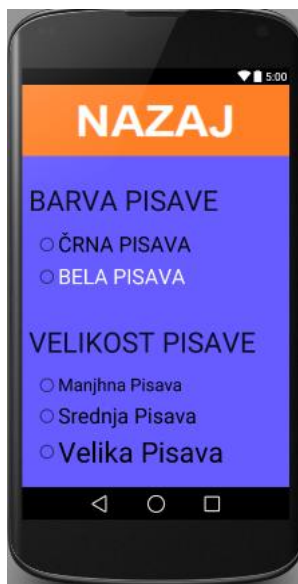 5:00
NAZAJ
BARVA PISAVE
ČRNA PISAVA
BELA PISAVA
VELIKOST PISAVE
Manjhna Pisava
Srednja Pisava
Velika Pisava